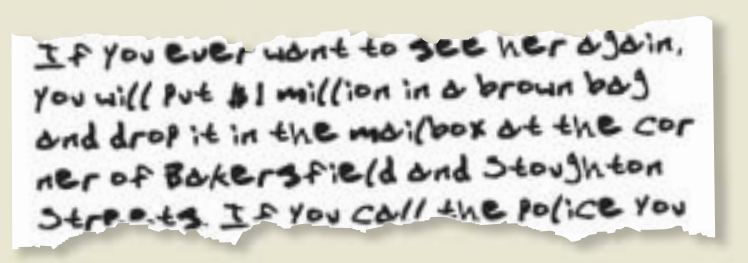 If you ever want to see her again,
you will put $1 million in a brown bag
and drop it in the mailbox at the cor
ner of Bakersfield and Stoughton
Streets. If you call the police you